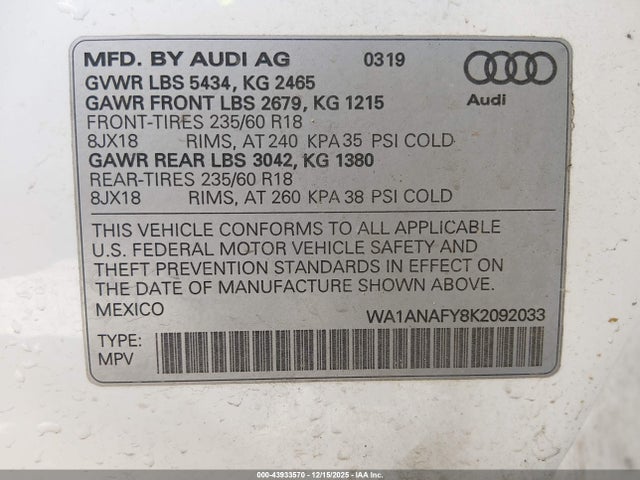 MFD. BY AUDI AG 0319
GVWR LBS 5434, KG 2465
GAWR FRONT LBS 2679, KG 1215
Audi
FRONT-TIRES 235/60 R18
8JX18 RIMS, AT 240 KPA 35 PSI COLD
GAWR REAR LBS 3042, KG 1380
REAR-TIRES 235/60 R18
8JX18 RIMS, AT 260 KPA 38 PSI COLD
THIS VEHICLE CONFORMS TO ALL APPLICABLE
U.S. FEDERAL MOTOR VEHICLE SAFETY AND
THEFT PREVENTION STANDARDS IN EFFECT ON
THE DATE OF MANUFACTURE SHOWN ABOVE.
MEXICO WA1ANAFY8K2092033
TYPE:
MPV
000-43933570 - 12/15/2025 - IAA Inc.